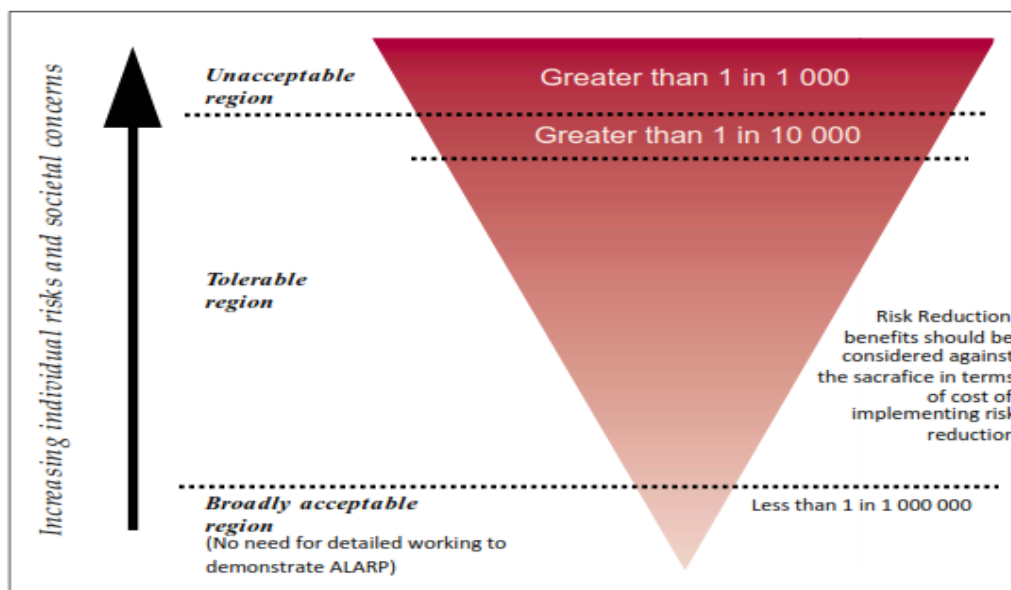 Increasing individual risks and societal concerns
Unacceptable
region
Greater than 1 in 1 000
Greater than 1 in 10 000
Tolerable
region
Risk Reduction
benefits should be
considered against
the sacrafice in terms
of cost of
implementing risk
reduction
Broadly acceptable
region
(No need for detailed working to
demonstrate ALARP)
Less than 1 in 1 000 000